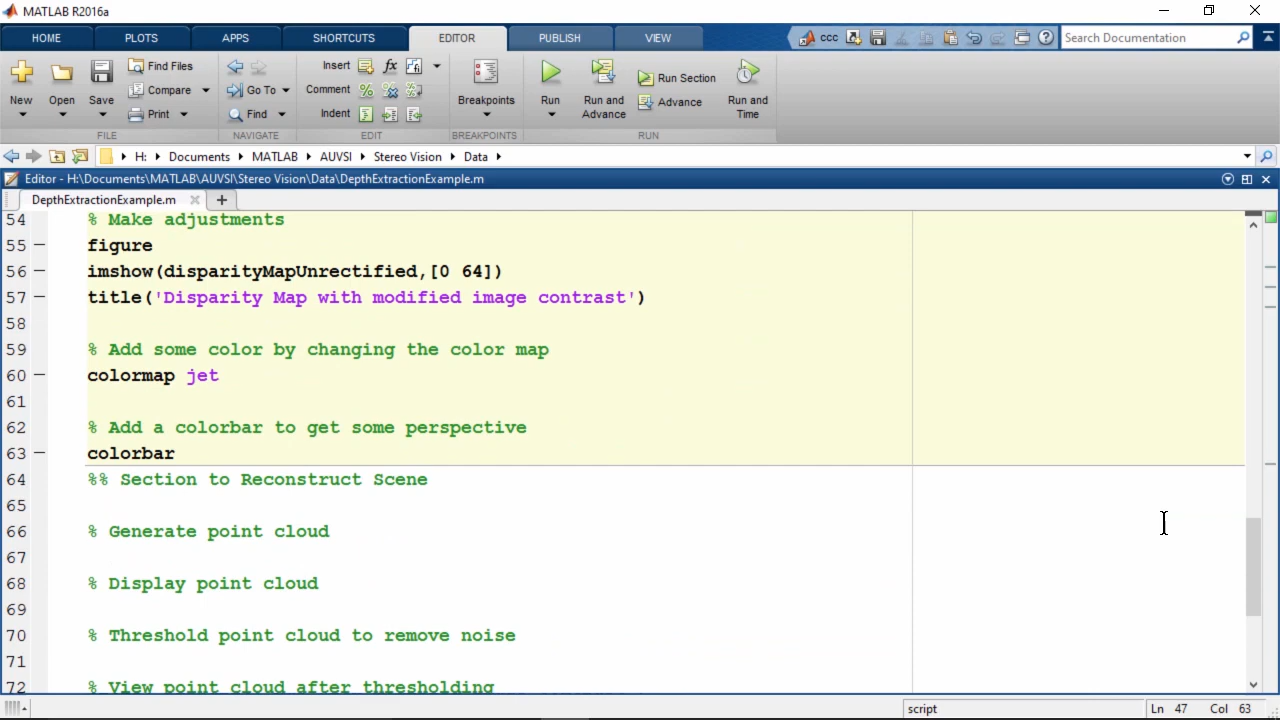 MATLAB R2016a
HOME PLOTS APPS SHORTCUTS EDITOR PUBLISH VIEW ccc Search Documentation
New Open Save Find Files Compare Print Go To Find Insert fx Comment % Indent Breakpoints Run Run and Advance Run Section Advance Run and Time
FILE NAVIGATE EDIT BREAKPOINTS RUN
H: Documents MATLAB AUVSI Stereo Vision Data
Editor - H:\Documents\MATLAB\AUVSI\Stereo Vision\Data\DepthExtractionExample.m
DepthExtractionExample.m
54 % Make adjustments
55 figure
56 imshow(disparityMapUnrectified,[0 64])
57 title('Disparity Map with modified image contrast')
58
59 % Add some color by changing the color map
60 colormap jet
61
62 % Add a colorbar to get some perspective
63 colorbar
64 %% Section to Reconstruct Scene
65
66 % Generate point cloud
67
68 % Display point cloud
69
70 % Threshold point cloud to remove noise
71
72 % View point cloud after thresholding
script Ln 47 Col 63